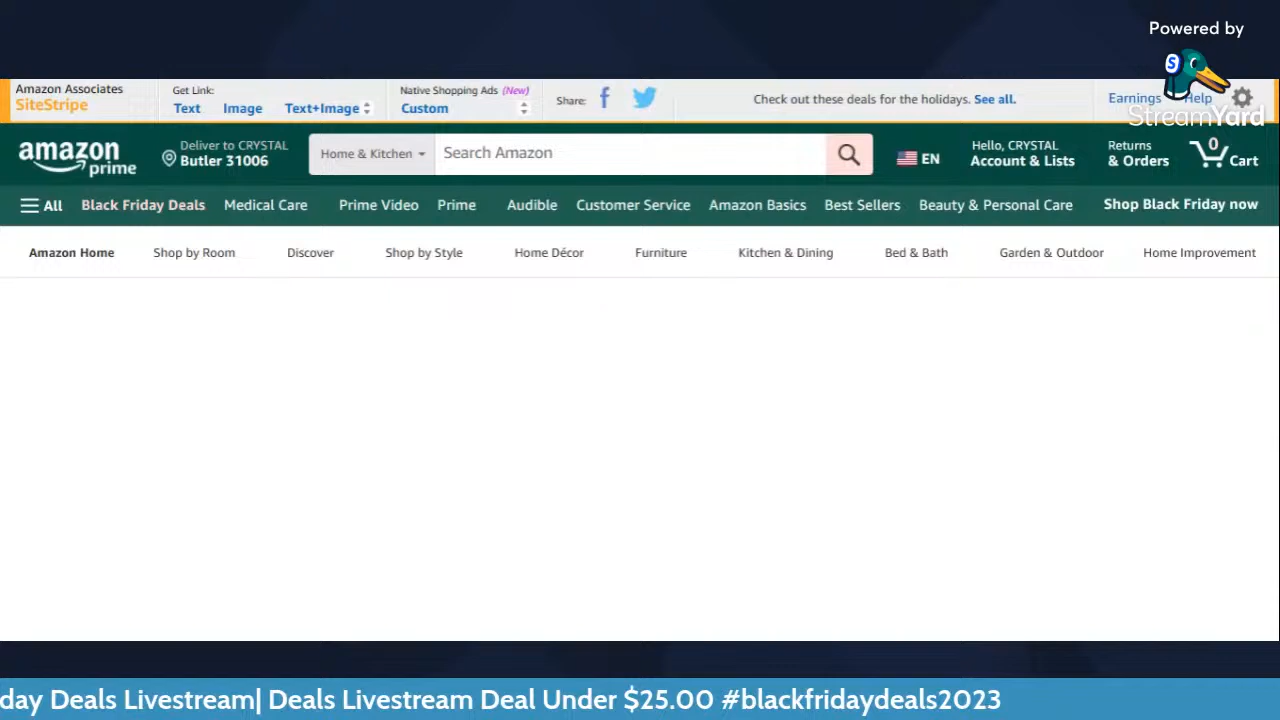 Powered by
StreamYard
Amazon Associates
SiteStripe
Get Link:
Text Image Text+Image
Native Shopping Ads (New)
Custom
Share:
Check out these deals for the holidays. See all.
Earnings Help
amazon prime
Deliver to CRYSTAL
Butler 31006
Home & Kitchen
Search Amazon
EN
Hello, CRYSTAL
Account & Lists
Returns
& Orders
0
Cart
All Black Friday Deals Medical Care Prime Video Prime Audible Customer Service Amazon Basics Best Sellers Beauty & Personal Care Shop Black Friday now
Amazon Home Shop by Room Discover Shop by Style Home Décor Furniture Kitchen & Dining Bed & Bath Garden & Outdoor Home Improvement
day Deals Livestream| Deals Livestream Deal Under $25.00 #blackfridaydeals2023